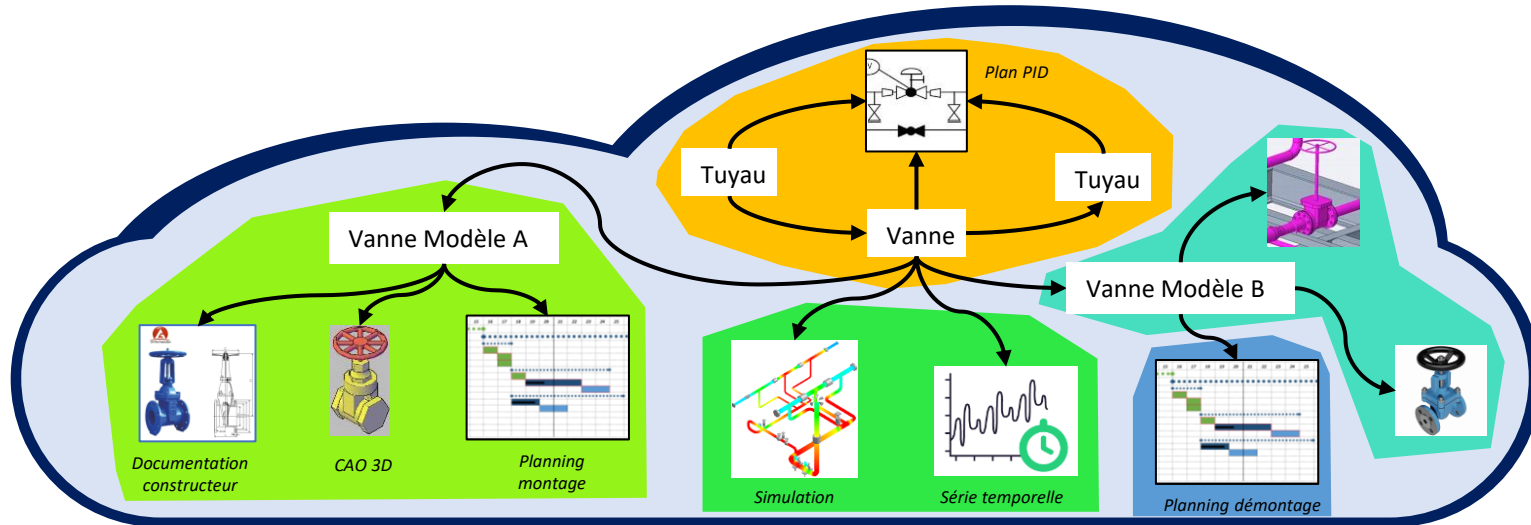 Plan PID
V
Tuyau
Tuyau
Vanne
Vanne Modèle A
Vanne Modèle B
Documentation
constructeur
CAO 3D
Planning
montage
Simulation
Série temporelle
Planning démontage